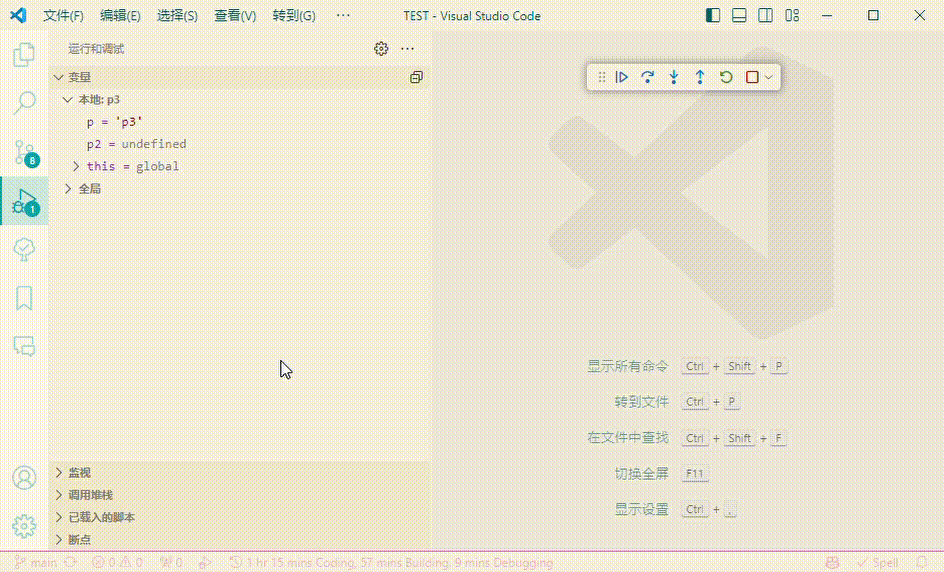 文件(F) 编辑(E) 选择(S) 查看(V) 转到(G) ··· TEST - Visual Studio Code
运行和调试 ···
变量
本地: p3
p = 'p3'
p2 = undefined
this = global
全局
8
1
显示所有命令 Ctrl + Shift + P
转到文件 Ctrl + P
在文件中查找 Ctrl + Shift + F
切换全屏 F11
显示设置 Ctrl + ,
监视
调用堆栈
已载入的脚本
断点
main 0 0 0 1 hr 15 mins Coding, 57 mins Building, 9 mins Debugging Spell